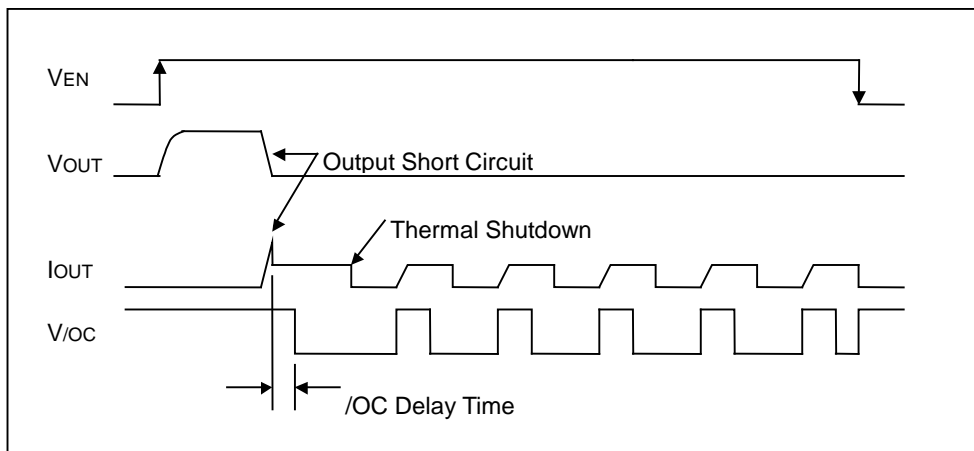 VEN
VOUT
Output Short Circuit
Thermal Shutdown
IOUT
V/OC
/OC Delay Time